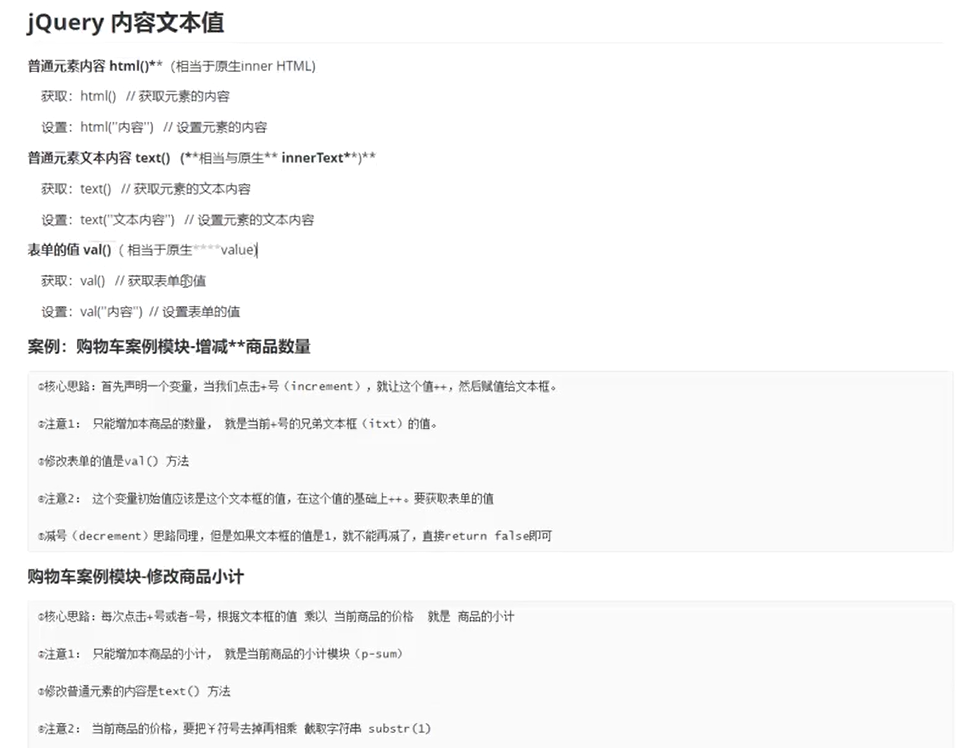 jQuery 内容文本值
普通元素内容 html()**（相当于原生inner HTML)
获取：html() // 获取元素的内容
设置：html("内容") // 设置元素的内容
普通元素文本内容 text() (**相当与原生** innerText**)**
获取：text() // 获取元素的文本内容
设置：text("文本内容") // 设置元素的文本内容
表单的值 val()（ 相当于原生****value)
获取：val() // 获取表单的值
设置：val("内容") // 设置表单的值
案例：购物车案例模块-增减**商品数量
①核心思路：首先声明一个变量，当我们点击+号（increment），就让这个值++，然后赋值给文本框。
②注意1： 只能增加本商品的数量， 就是当前+号的兄弟文本框（itxt）的值。
③修改表单的值是val() 方法
④注意2： 这个变量初始值应该是这个文本框的值，在这个值的基础上++。要获取表单的值
⑤减号（decrement）思路同理，但是如果文本框的值是1，就不能再减了，直接return false即可
购物车案例模块-修改商品小计
①核心思路：每次点击+号或者-号，根据文本框的值 乘以 当前商品的价格 就是 商品的小计
②注意1： 只能增加本商品的小计， 就是当前商品的小计模块（p-sum）
③修改普通元素的内容是text() 方法
④注意2： 当前商品的价格，要把￥符号去掉再相乘 截取字符串 substr(1)